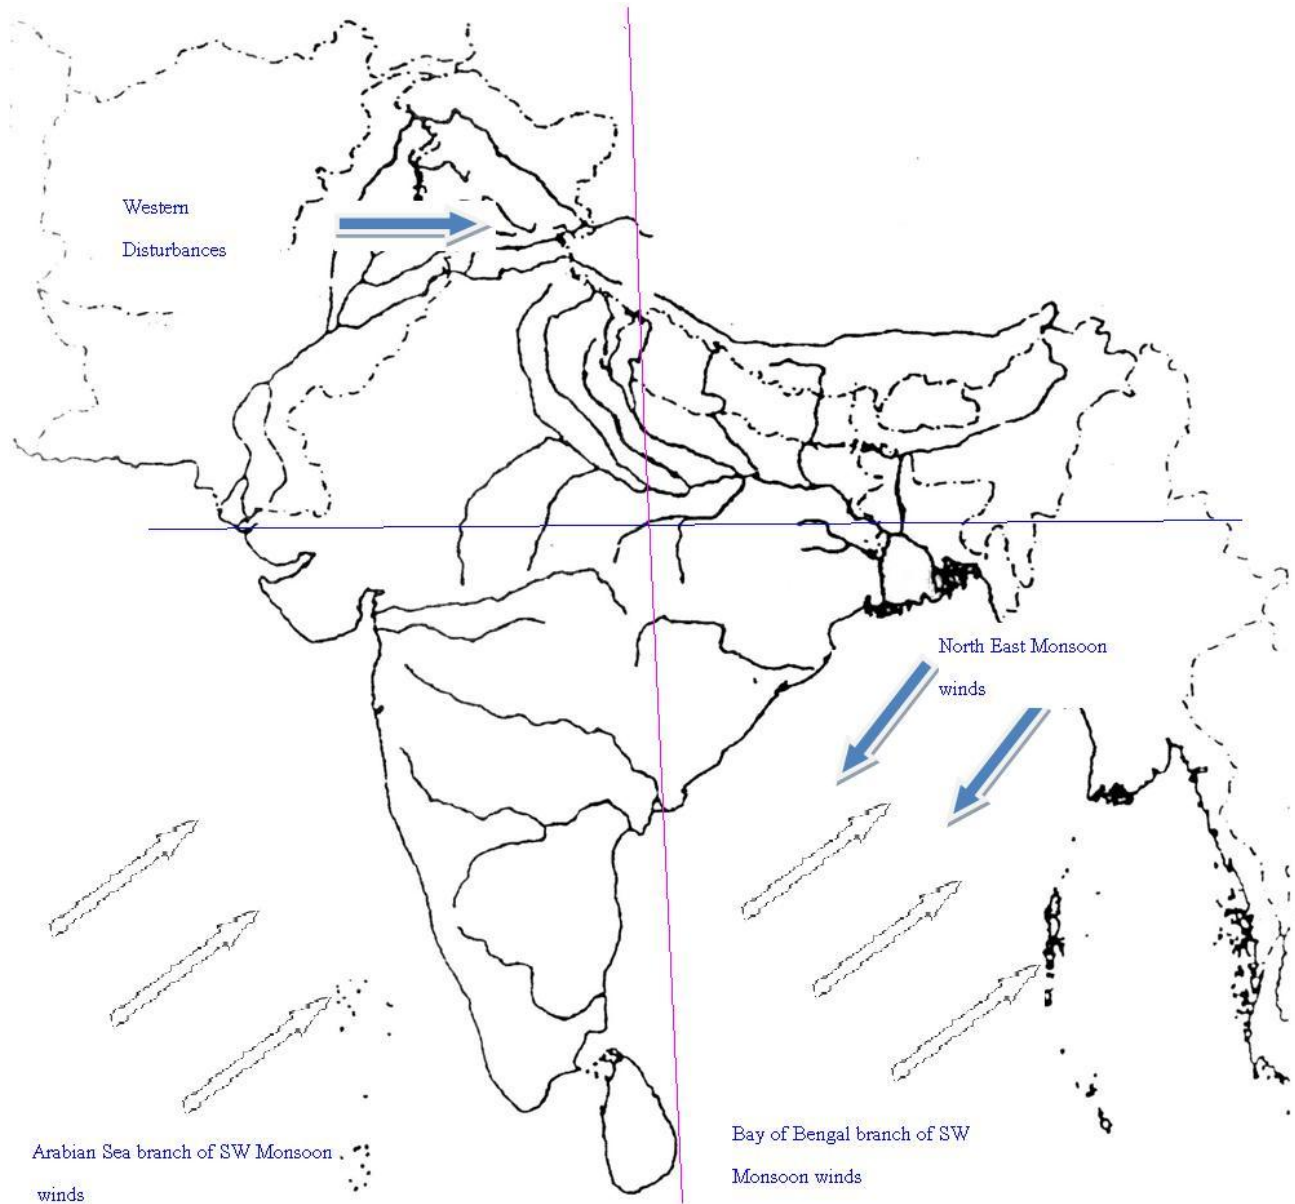 Western
Disturbances
North East Monsoon
winds
Bay of Bengal branch of SW
Monsoon winds
Arabian Sea branch of SW Monsoon
winds